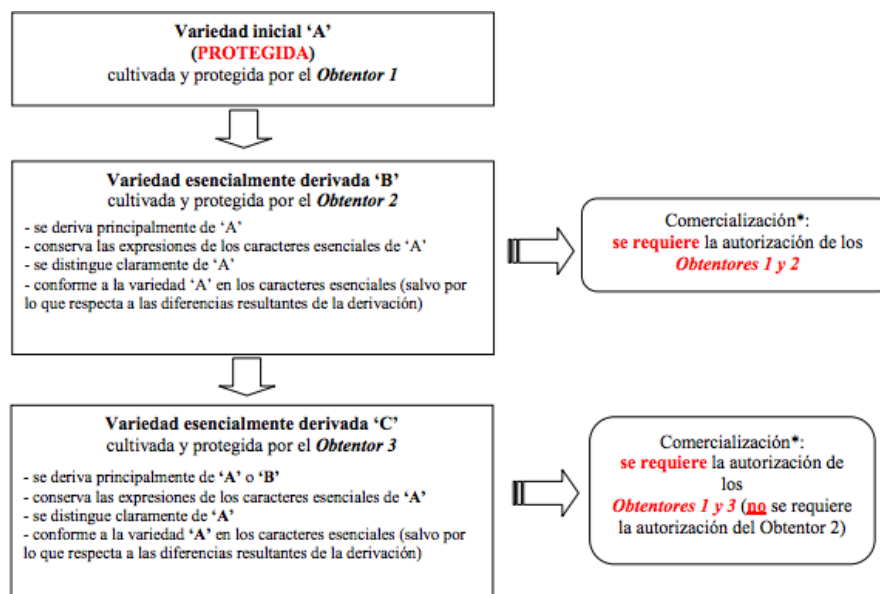 Variedad inicial ‘A’
(PROTEGIDA)
cultivada y protegida por el Obtentor 1
Variedad esencialmente derivada ‘B’
cultivada y protegida por el Obtentor 2
- se deriva principalmente de ‘A’
- conserva las expresiones de los caracteres esenciales de ‘A’
- se distingue claramente de ‘A’
- conforme a la variedad ‘A’ en los caracteres esenciales (salvo por
lo que respecta a las diferencias resultantes de la derivación)
Comercialización*:
se requiere la autorización de los
Obtentores 1 y 2
Variedad esencialmente derivada ‘C’
cultivada y protegida por el Obtentor 3
- se deriva principalmente de ‘A’ o ‘B’
- conserva las expresiones de los caracteres esenciales de ‘A’
- se distingue claramente de ‘A’
- conforme a la variedad ‘A’ en los caracteres esenciales (salvo por
lo que respecta a las diferencias resultantes de la derivación)
Comercialización*:
se requiere la autorización de
los
Obtentores 1 y 3 (no se requiere
la autorización del Obtentor 2)